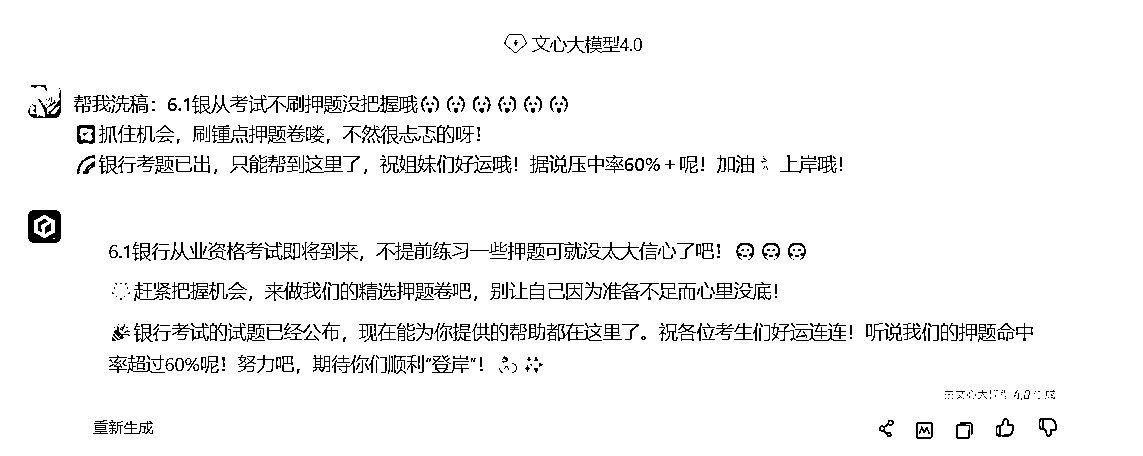 文心大模型4.0
帮我洗稿：6.1银从考试不刷押题没把握哦
抓住机会，刷锺点押题卷喽，不然很忐忑的呀！
银行考题已出，只能帮到这里了，祝姐妹们好运哦！据说压中率60%＋呢！加油 上岸哦！
6.1银行从业资格考试即将到来，不提前练习一些押题可就没太大信心了吧！
赶紧把握机会，来做我们的精选押题卷吧，别让自己因为准备不足而心里没底！
银行考试的试题已经公布，现在能为你提供的帮助都在这里了。祝各位考生们好运连连！听说我们的押题命中
率超过60%呢！努力吧，期待你们顺利“登岸”！
重新生成